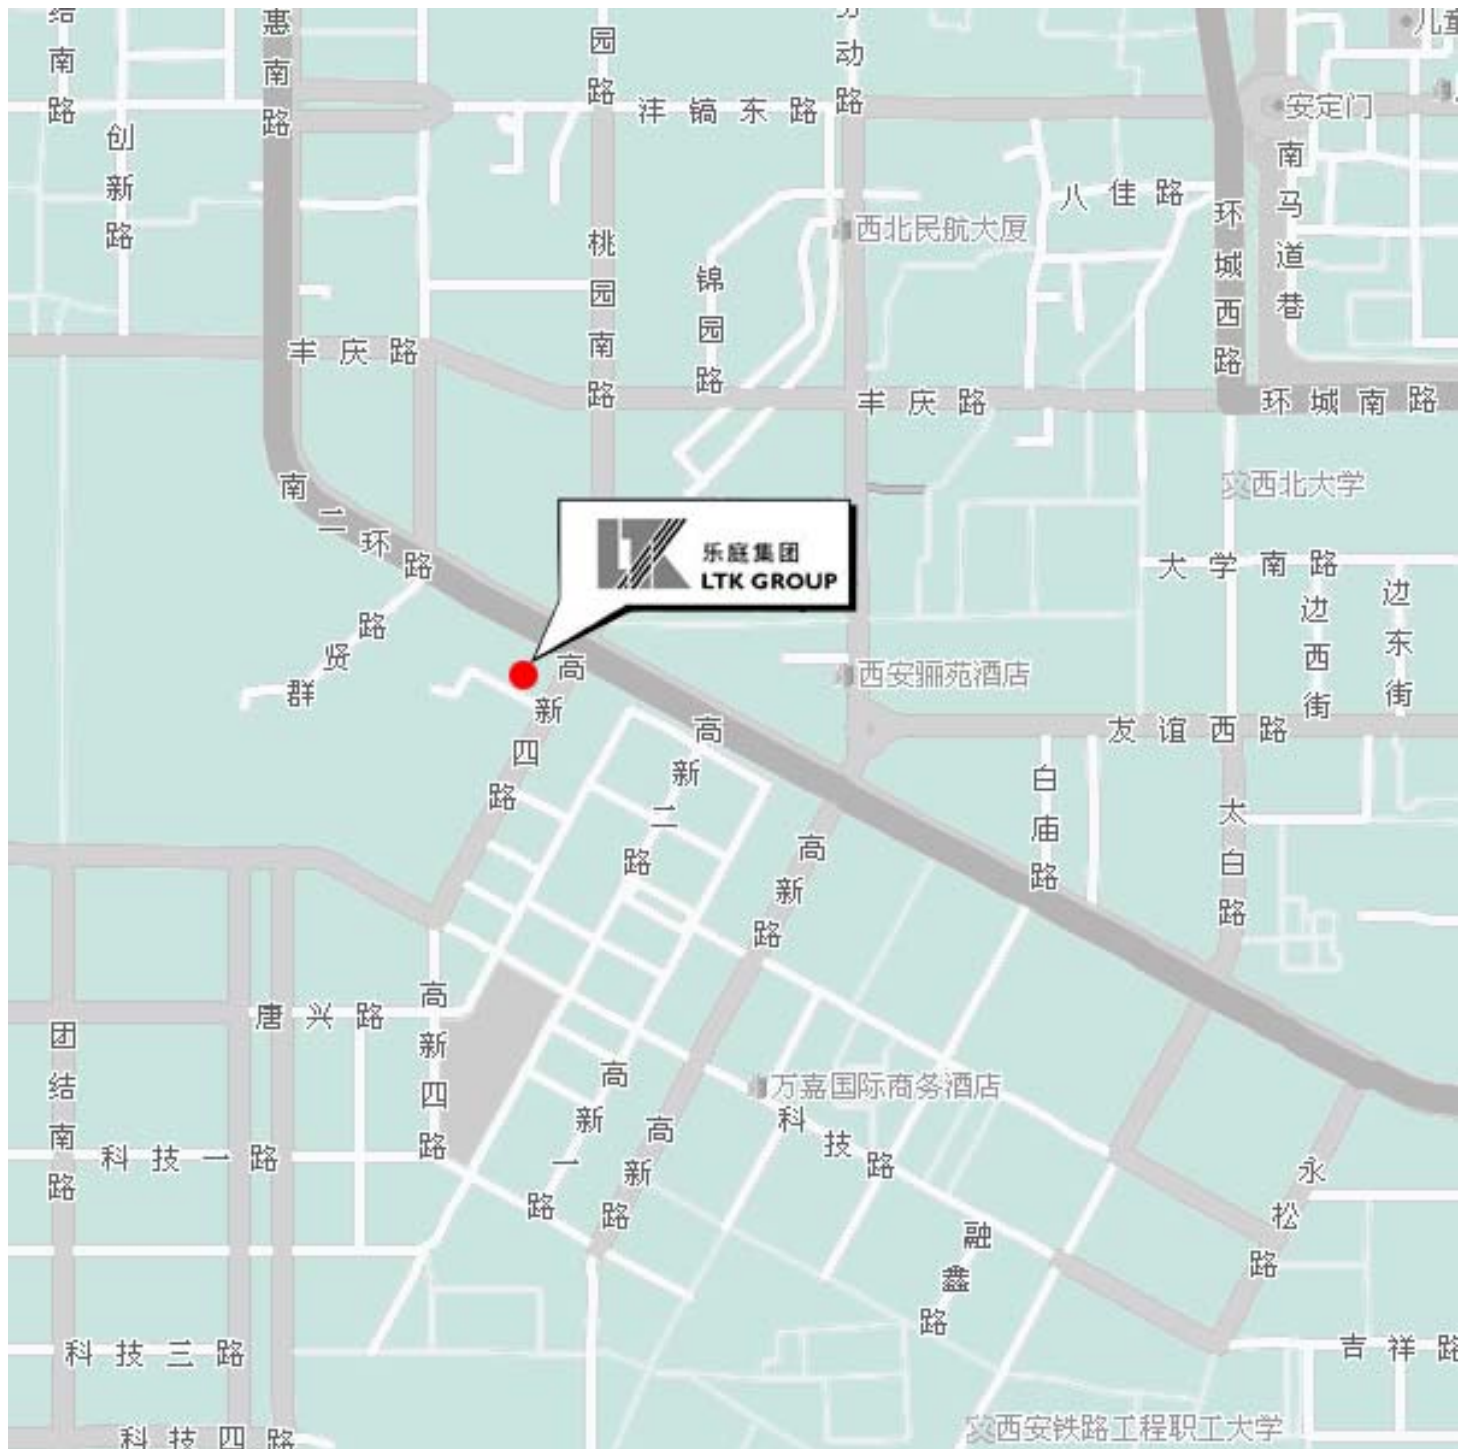 结南路
惠南路
园路
劳动路
儿童
创新路
沣镐东路
安定门
南马道巷
八佳路
环城西路
西北民航大厦
桃园南路
锦园路
丰庆路
丰庆路
环城南路
西北大学
南二环路
乐庭集团
LTK GROUP
大学南路
边西街
边东街
群贤路
高新四路
西安骊苑酒店
友谊西路
高新二路
白庙路
太白路
高新路
唐兴路
高新四路
团结南路
万嘉国际商务酒店
高新一路
高新路
科技路
科技一路
永松路
融鑫路
科技三路
吉祥路
科技四路
西安铁路工程职工大学